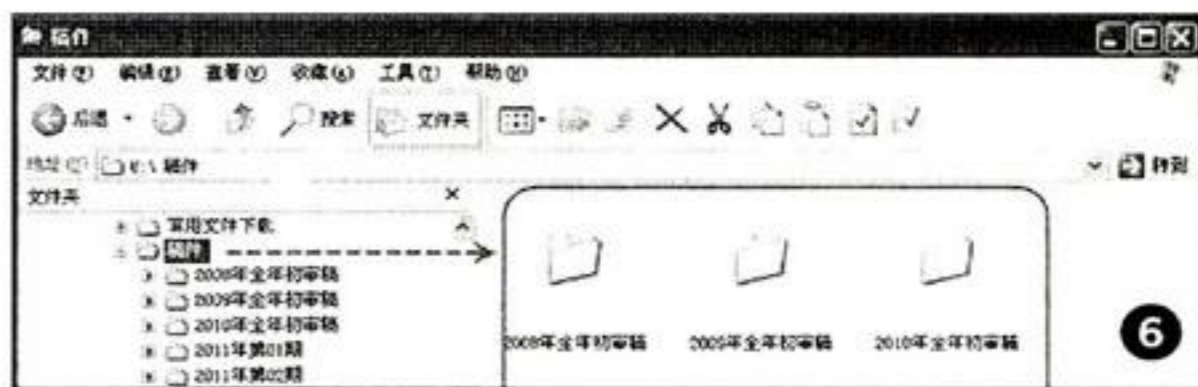 稿件
文件(F) 编辑(E) 查看(V) 收藏(A) 工具(T) 帮助(H)
后退 搜索 文件夹
地址(D) E:\稿件 转到
文件夹
常用文件下载
稿件
2008年全年初审稿
2009年全年初审稿
2010年全年初审稿
2011年第01期
2011年第02期
2008年全年初审稿 2009年全年初审稿 2010年全年初审稿
6